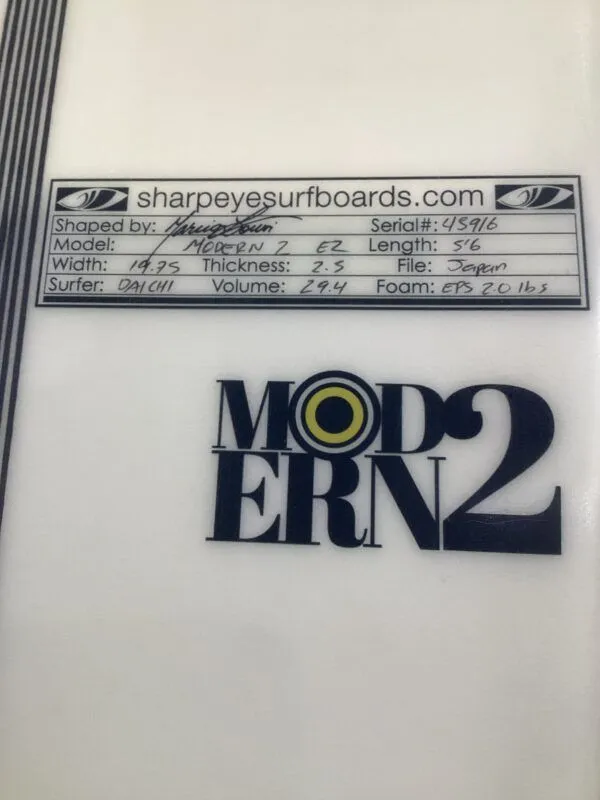 sharpeyesurfboards.com
Shaped by: Serial#: 43916
Model: MODERN 2 EZ Length: 5'6
Width: 19.75 Thickness: 2.5 File: Japan
Surfer: DAICHI Volume: 29.4 Foam: EPS 2.0 lbs
MOD
ERN2